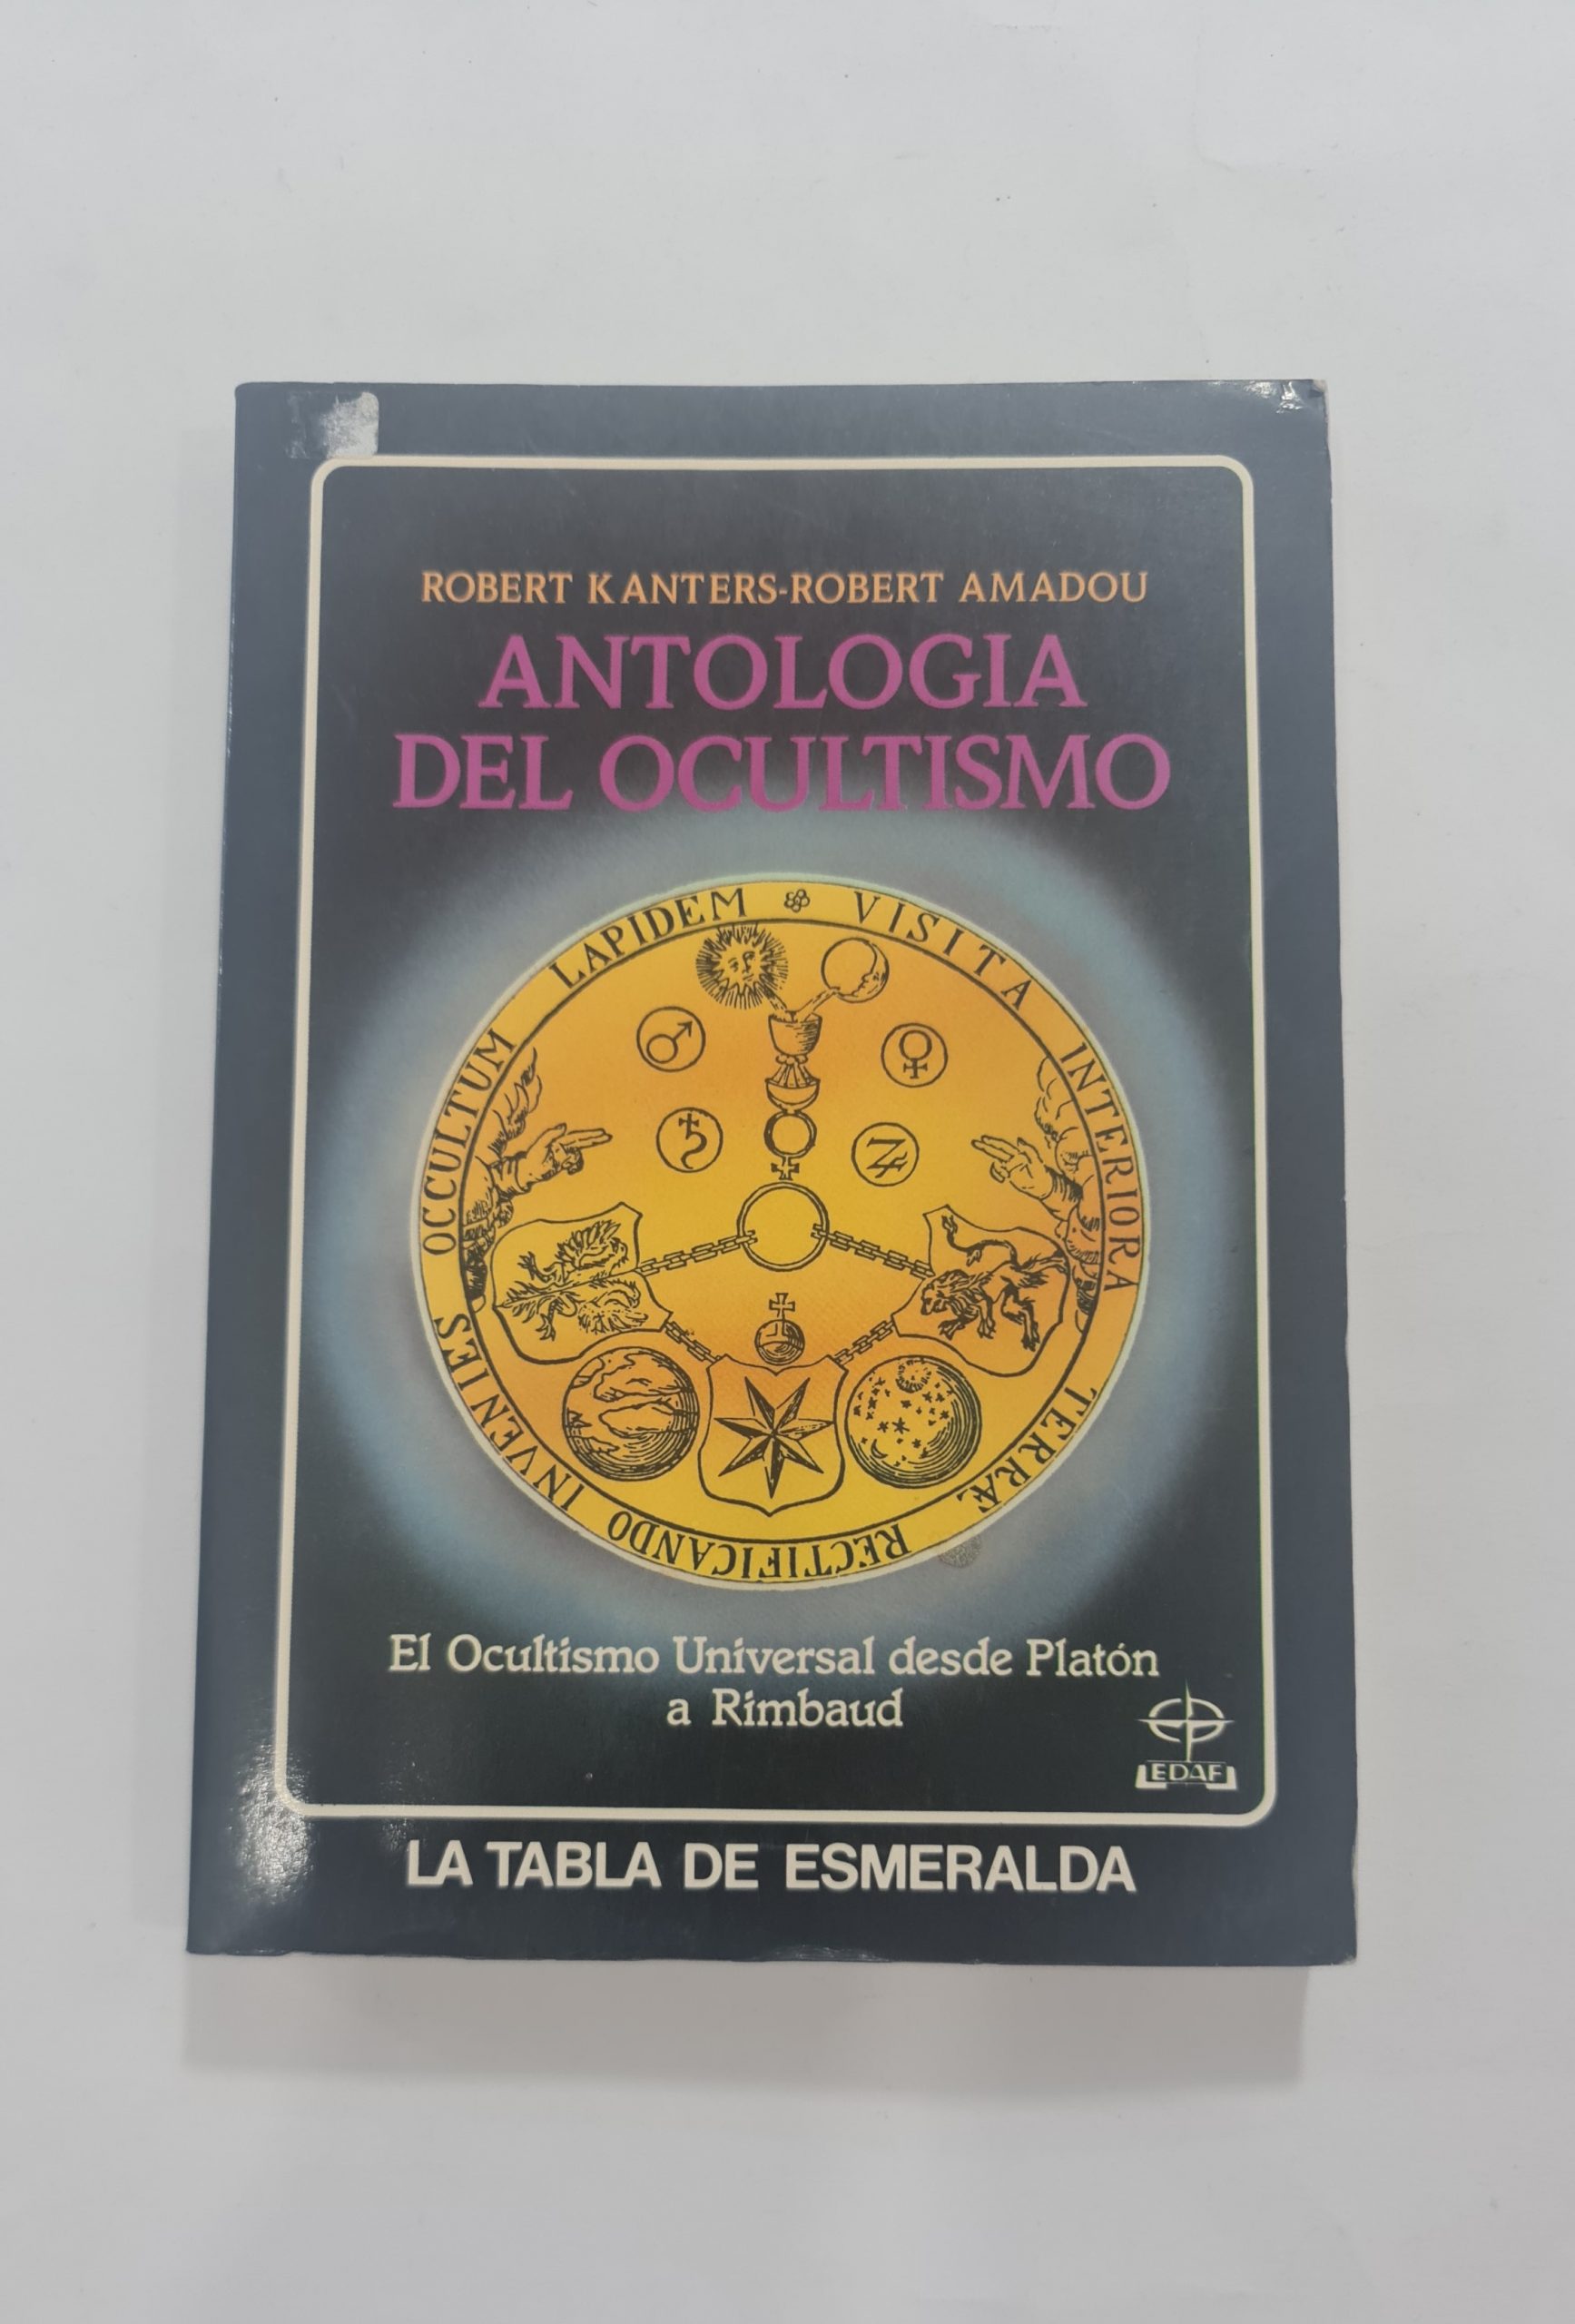 ROBERT KANTERS-ROBERT AMADOU
ANTOLOGIA
DEL OCULTISMO
VISITA INTERIORA TERRÆ RECTIFICANDO INVENIES OCCULTUM LAPIDEM
El Ocultismo Universal desde Platón
a Rimbaud
EDAF
LA TABLA DE ESMERALDA